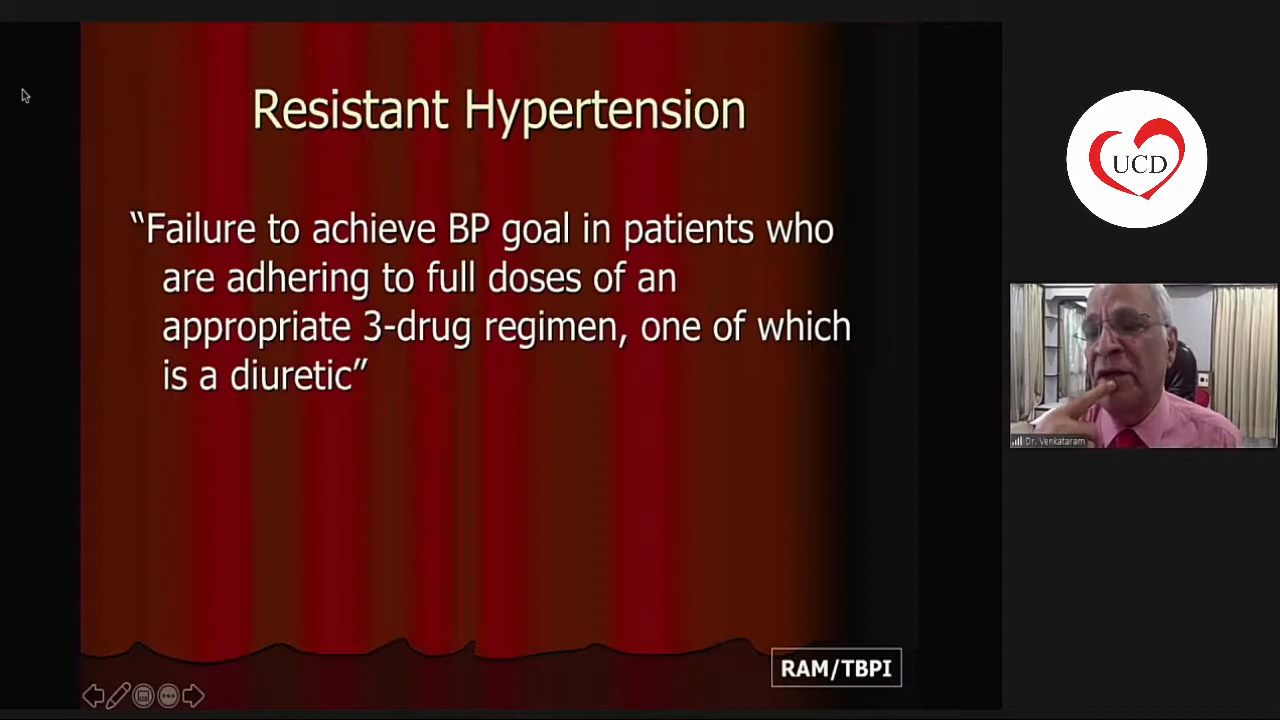 Resistant Hypertension
“Failure to achieve BP goal in patients who
are adhering to full doses of an
appropriate 3-drug regimen, one of which
is a diuretic”
RAM/TBPI
UCD
Dr. Venkataram